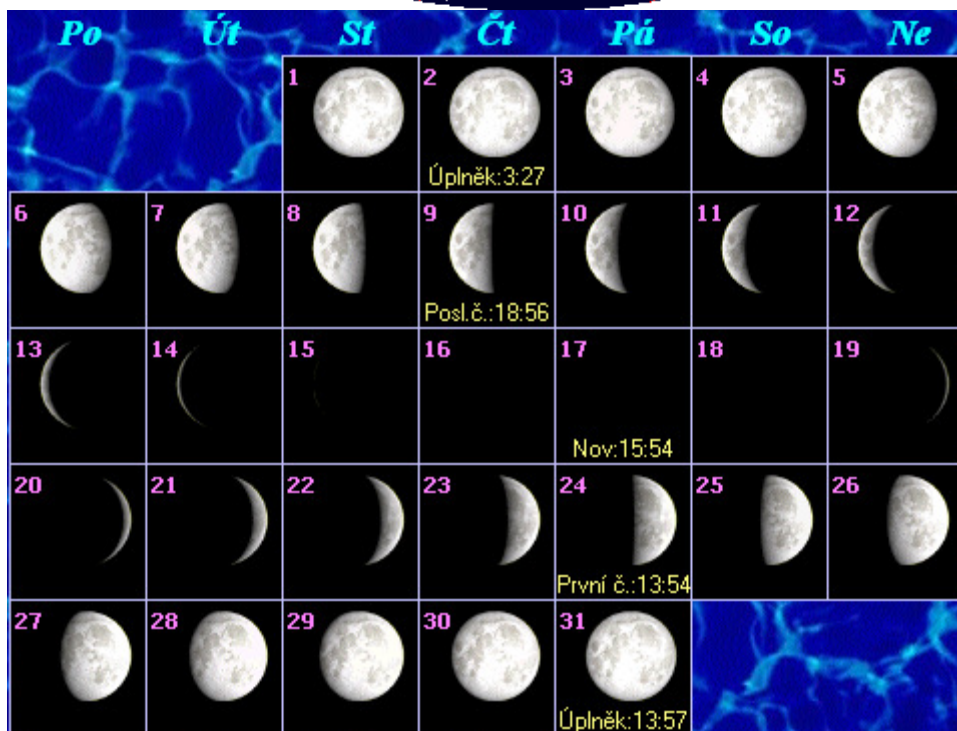 Po Út St Čt Pá So Ne
1 2 3 4 5
Úplněk:3:27
6 7 8 9 10 11 12
Posl.č.:18:56
13 14 15 16 17 18 19
Nov:15:54
20 21 22 23 24 25 26
První č.:13:54
27 28 29 30 31
Úplněk:13:57